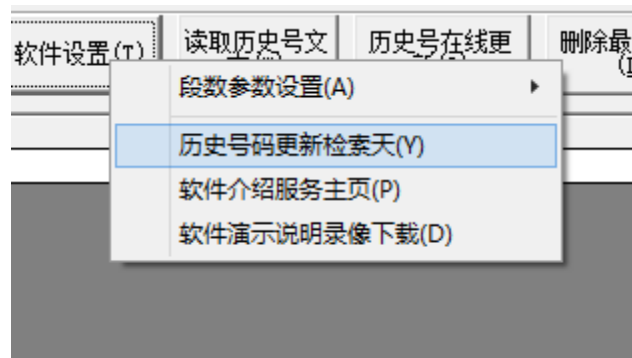 软件设置(T)
读取历史号文
历史号在线更
删除最
段数参数设置(A)
历史号码更新检索天(Y)
软件介绍服务主页(P)
软件演示说明录像下载(D)